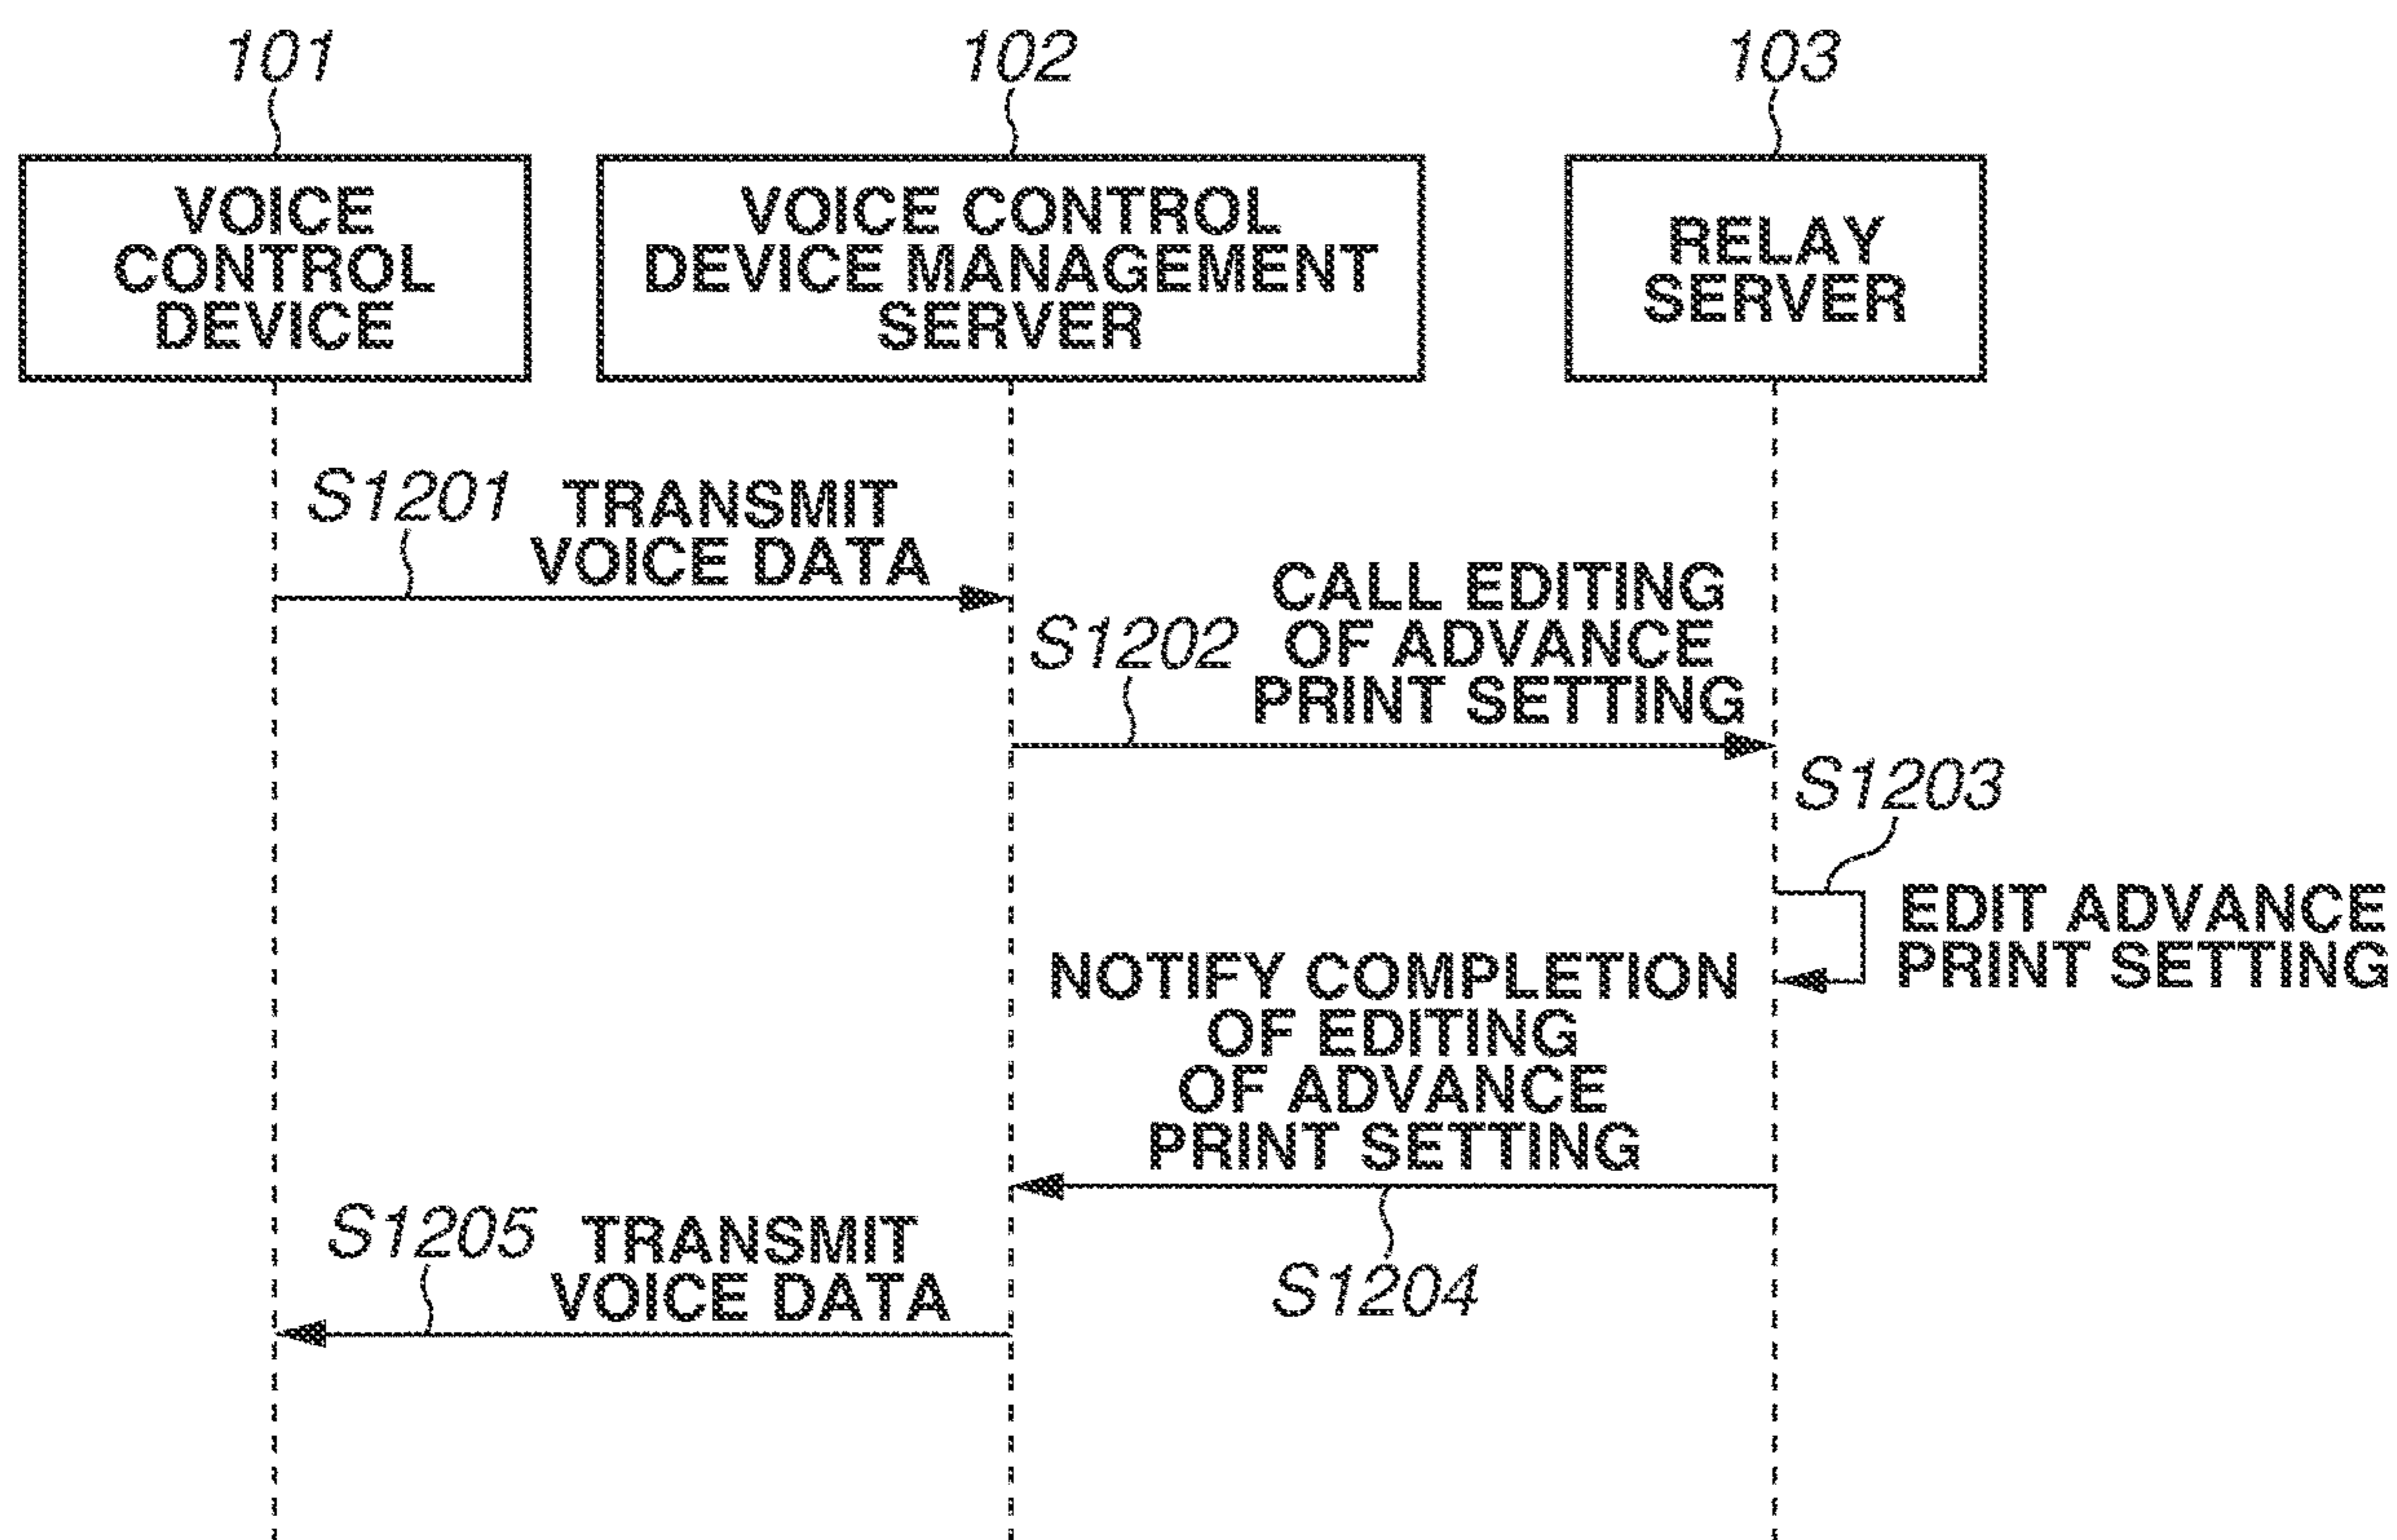 101
102
103
VOICE
CONTROL
DEVICE
VOICE CONTROL
DEVICE MANAGEMENT
SERVER
RELAY
SERVER
S1201
TRANSMIT
VOICE DATA
S1202
CALL EDITING
OF ADVANCE
PRINT SETTING
S1203
EDIT ADVANCE
PRINT SETTING
NOTIFY COMPLETION
OF EDITING
OF ADVANCE
PRINT SETTING
S1204
S1205
TRANSMIT
VOICE DATA